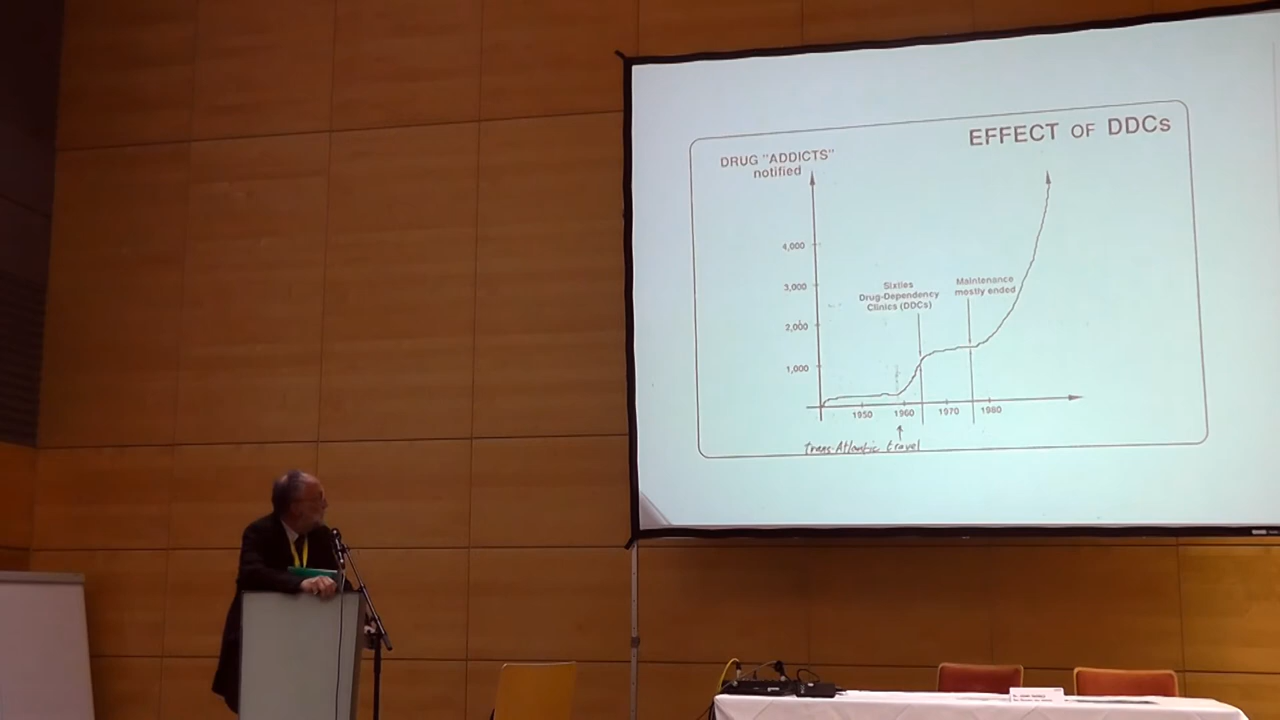 EFFECT OF DDCs
DRUG "ADDICTS"
notified
4,000
3,000
2,000
1,000
Sixties
Drug-Dependency
Clinics (DDCs)
Maintenance
mostly ended
1950 1960 1970 1980
trans-Atlantic travel